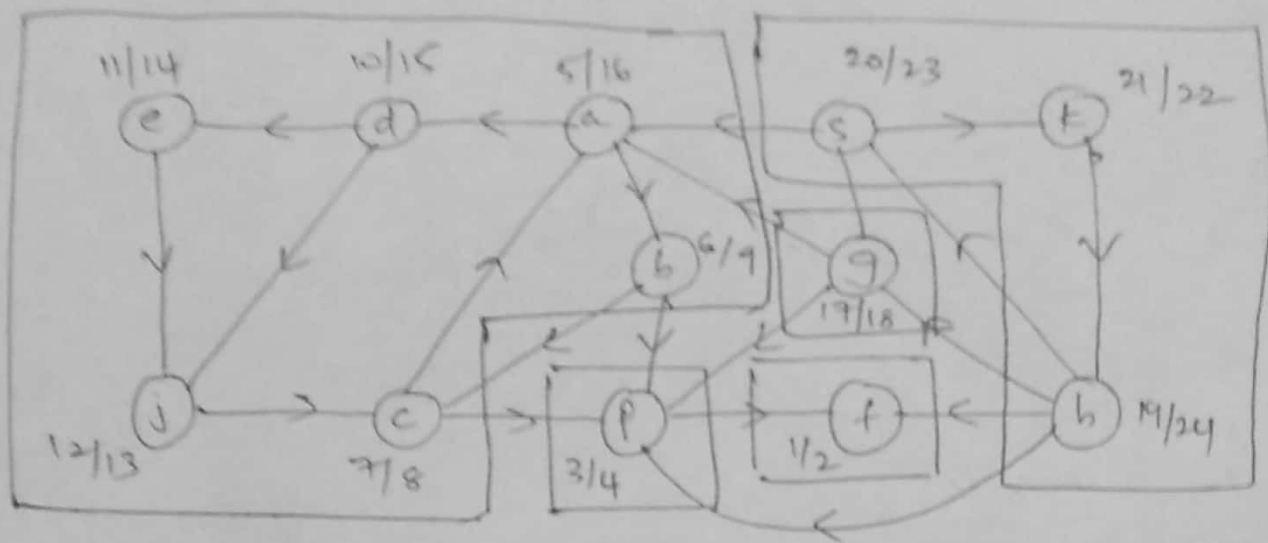 11/14 10/15 5/16 20/23 21/22
e d a s t
b 6/9 g
17/18
j c p f h 19/24
12/13 7/8 3/4 1/2